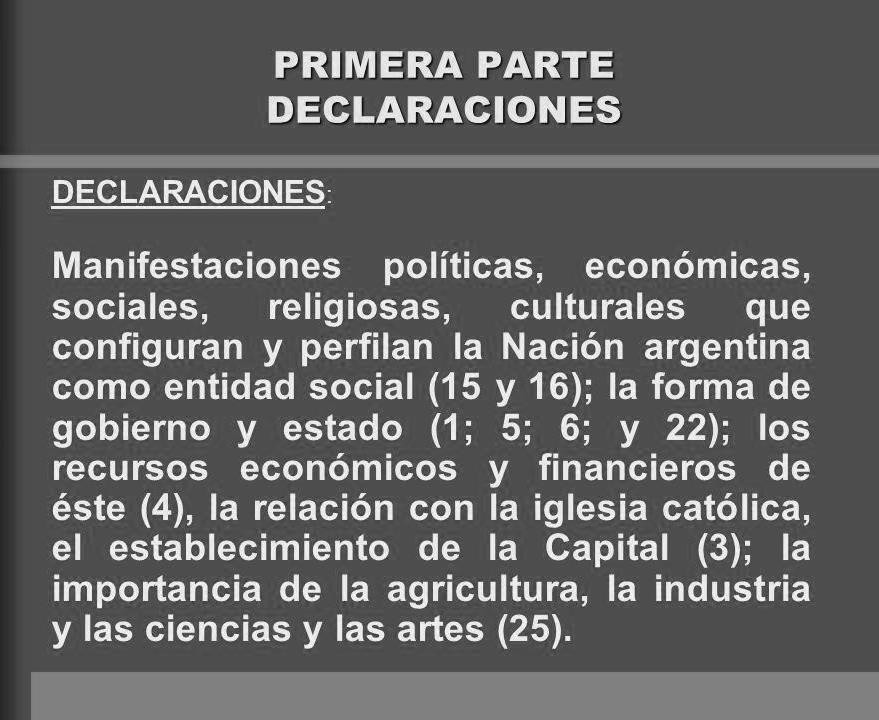 PRIMERA PARTE
DECLARACIONES
DECLARACIONES:
Manifestaciones políticas, económicas,
sociales, religiosas, culturales que
configuran y perfilan la Nación argentina
como entidad social (15 y 16); la forma de
gobierno y estado (1; 5; 6; y 22); los
recursos económicos y financieros de
éste (4), la relación con la iglesia católica,
el establecimiento de la Capital (3); la
importancia de la agricultura, la industria
y las ciencias y las artes (25).